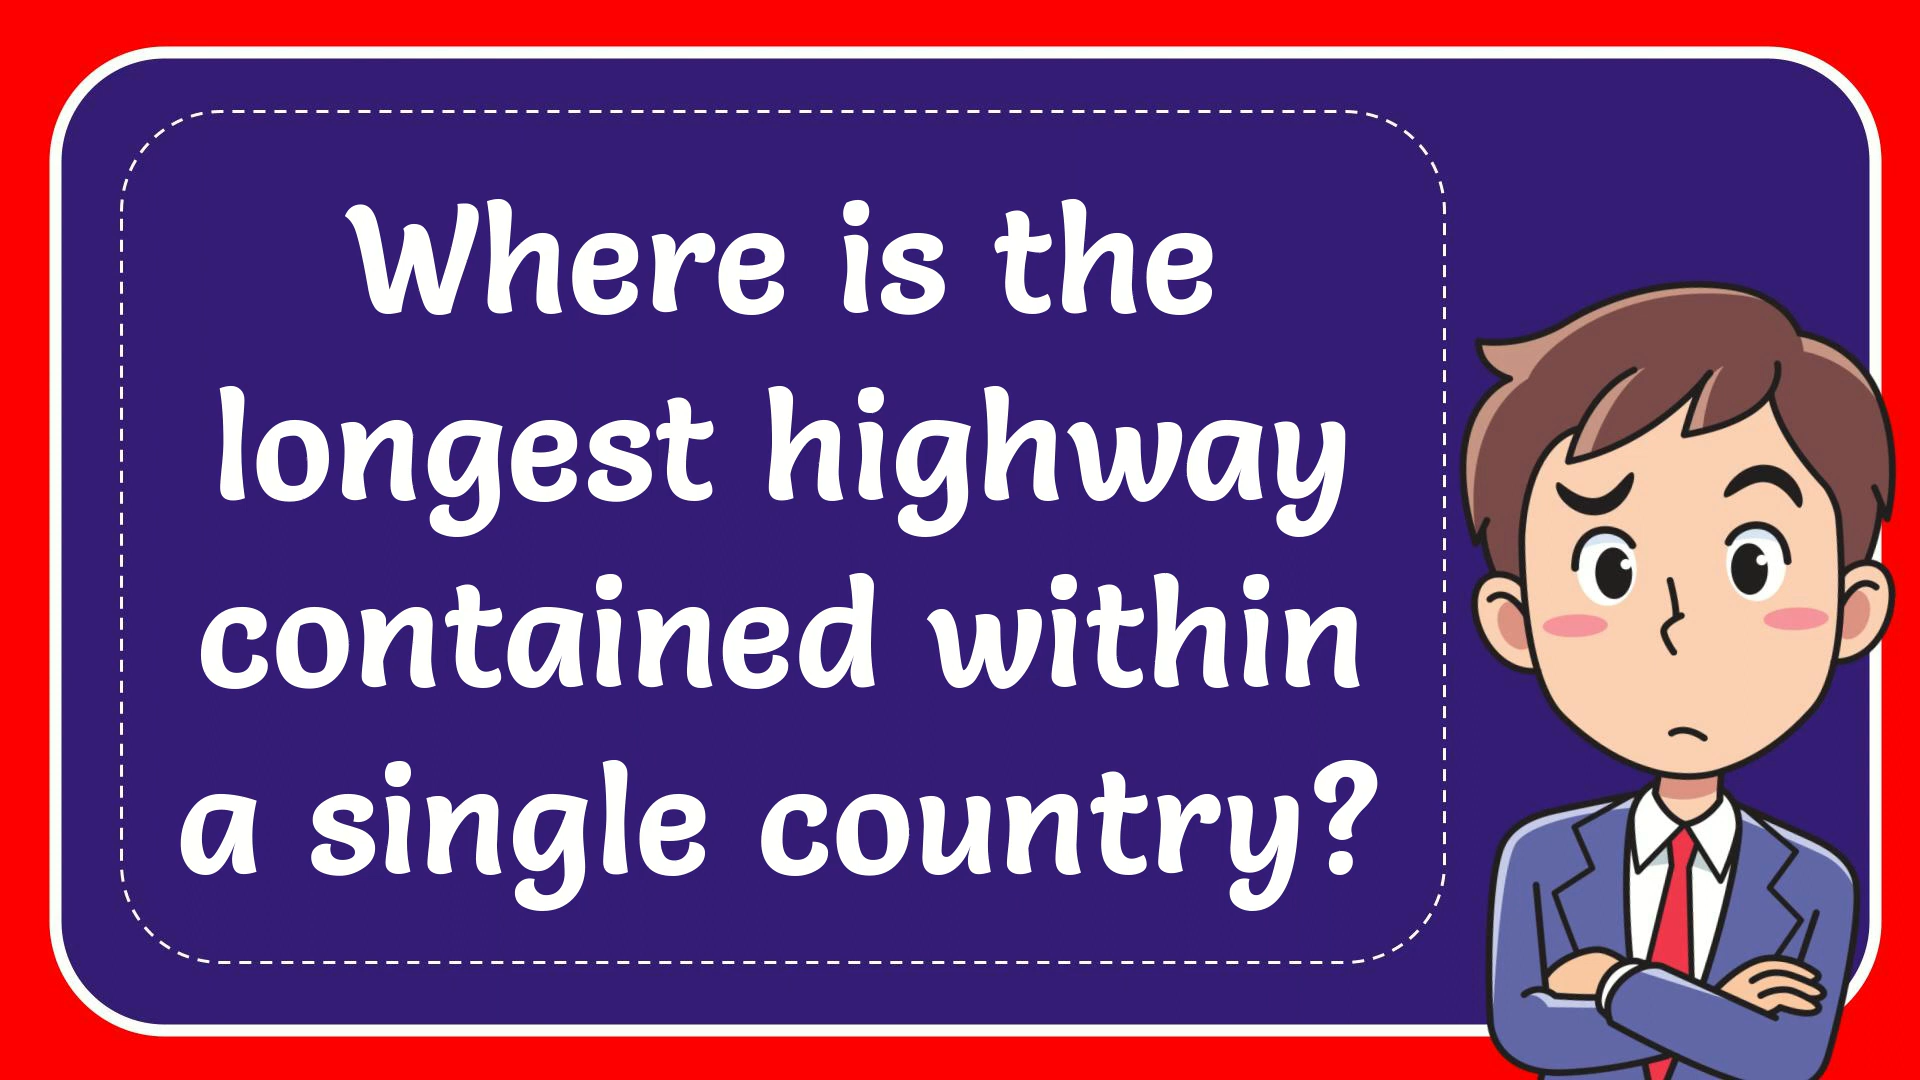 Where is the
longest highway
contained within
a single country?